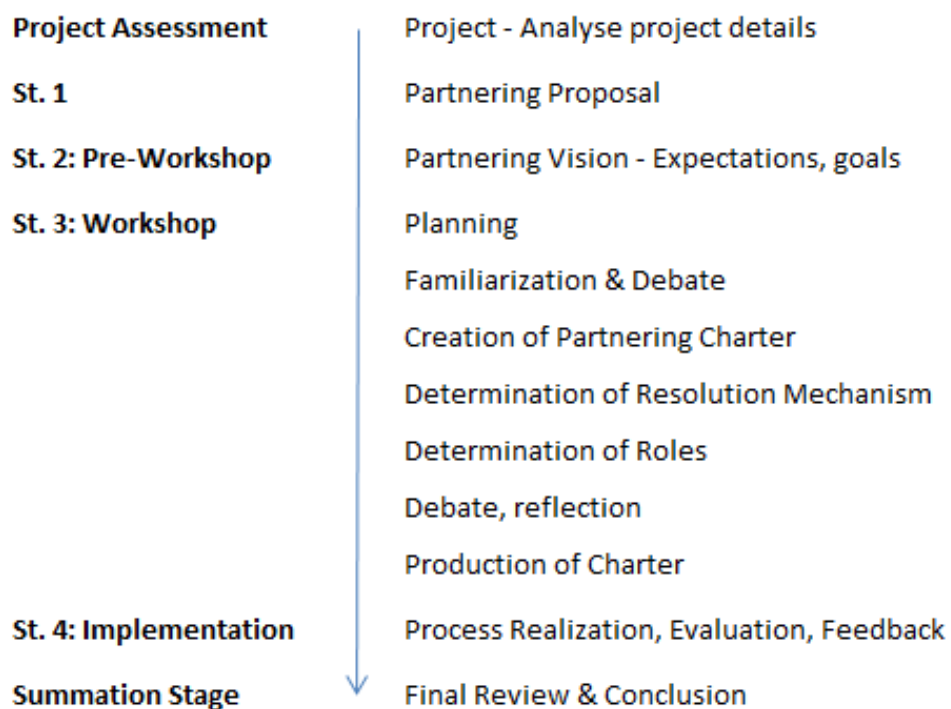 Project Assessment Project - Analyse project details
St. 1 Partnering Proposal
St. 2: Pre-Workshop Partnering Vision - Expectations, goals
St. 3: Workshop Planning
Familiarization & Debate
Creation of Partnering Charter
Determination of Resolution Mechanism
Determination of Roles
Debate, reflection
Production of Charter
St. 4: Implementation Process Realization, Evaluation, Feedback
Summation Stage Final Review & Conclusion